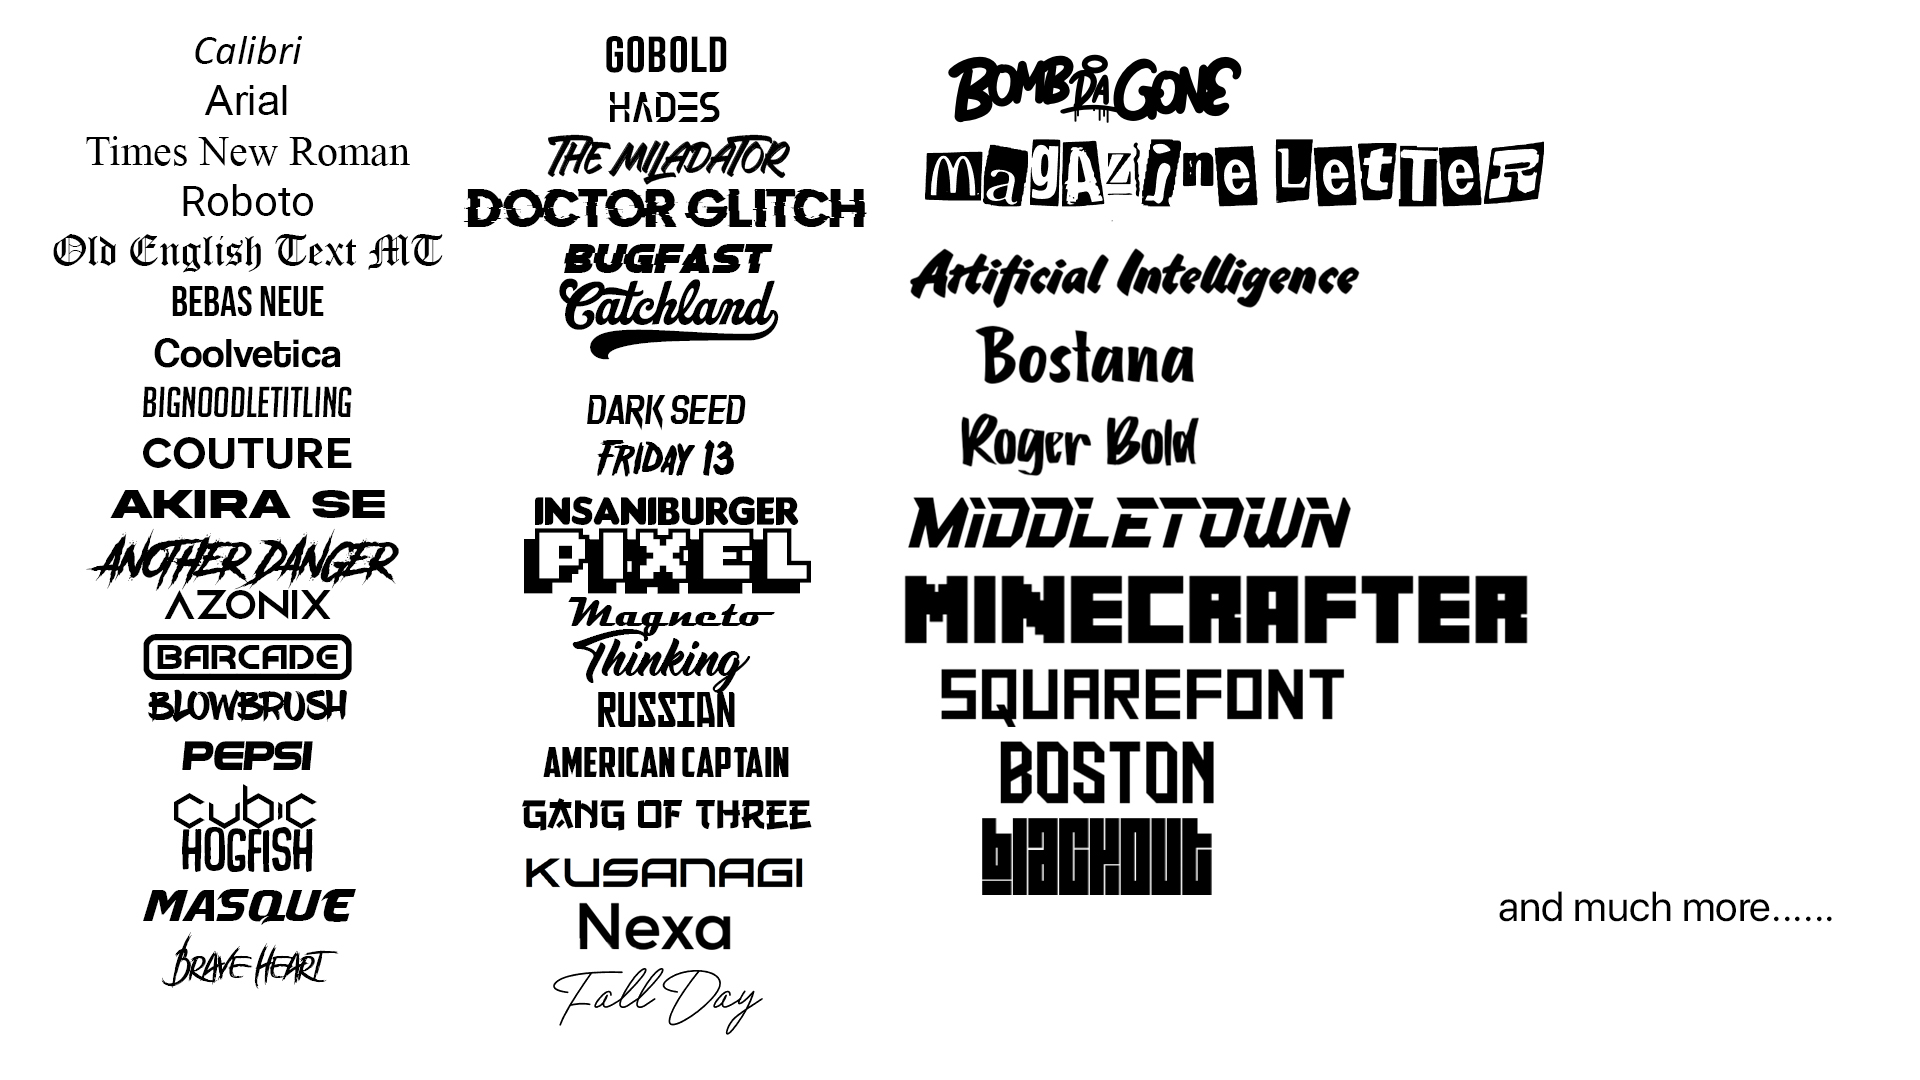 Calibri
Arial
Times New Roman
Roboto
Old English Text MT
BEBAS NEUE
Coolvetica
BIGNOODLETITLING
COUTURE
AKIRA SE
ANOTHER DANGER
AZONIX
BARCADE
BLOWBRUSH
PEPSI
cubic
HOGFISH
MASQUE
BRAVE HEART
GOBOLD
HADES
THE MILADATOR
DOCTOR GLITCH
BUGFAST
Catchland
DARK SEED
FRIDAY 13
INSANIBURGER
PIXEL
Magneto
Thinking
RUSSIAN
AMERICAN CAPTAIN
GANG OF THREE
KUSANAGI
Nexa
Fall Day
BOMB DA GONE
MagAZine LetTeR
Artificial Intelligence
Bostana
Roger Bold
MiDDLETOWN
MINECRAFTER
SQUAREFONT
BOSTON
blackout
and much more......